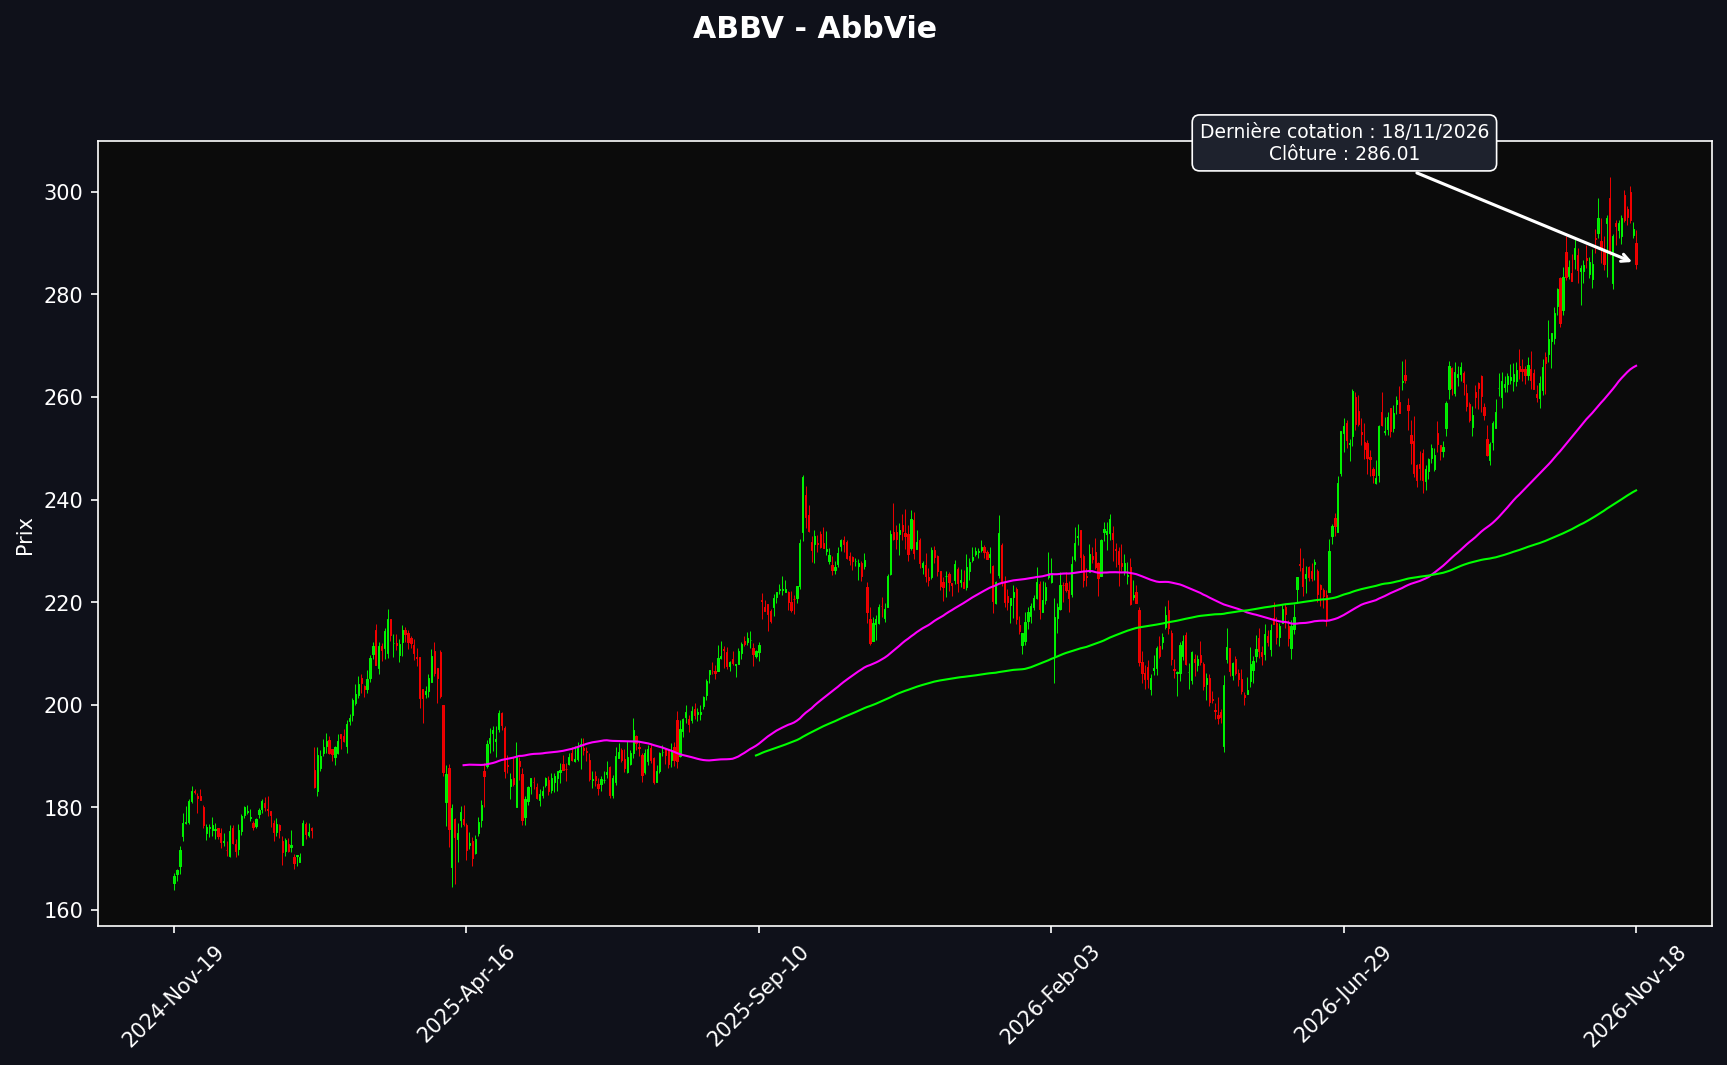 ABBV - AbbVie
Dernière cotation : 18/11/2026
Clôture : 286.01
Prix
300
280
260
240
220
200
180
160
2024-Nov-19
2025-Apr-16
2025-Sep-10
2026-Feb-03
2026-Jun-29
2026-Nov-18